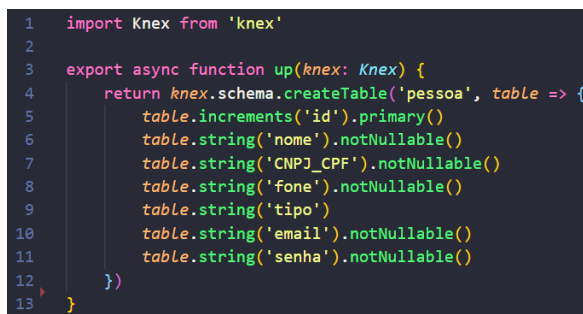 1 import Knex from 'knex'
2
3 export async function up(knex: Knex) {
4     return knex.schema.createTable('pessoa', table => {
5         table.increments('id').primary()
6         table.string('nome').notNullable()
7         table.string('CNPJ_CPF').notNullable()
8         table.string('fone').notNullable()
9         table.string('tipo')
10         table.string('email').notNullable()
11         table.string('senha').notNullable()
12     })
13 }